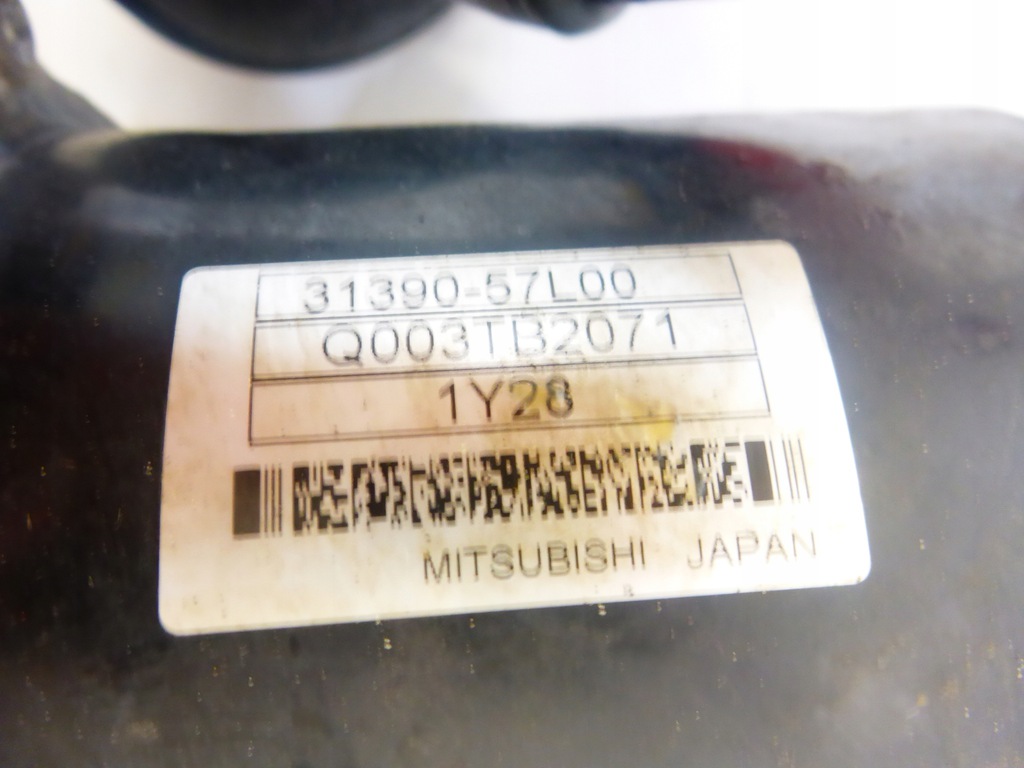 31390-57L00
Q003TB2071
1Y28
MITSUBISHI JAPAN